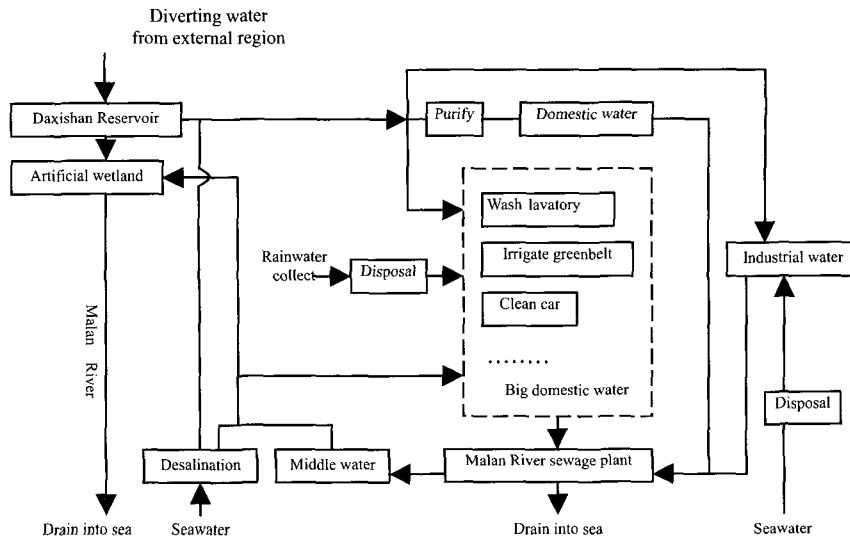 Diverting water
from external region
Daxishan Reservoir
Purify
Domestic water
Artificial wetland
Wash lavatory
Rainwater
collect
Disposal
Irrigate greenbelt
Industrial water
Clean car
Malan River
........
Big domestic water
Disposal
Desalination
Middle water
Malan River sewage plant
Drain into sea
Seawater
Drain into sea
Seawater